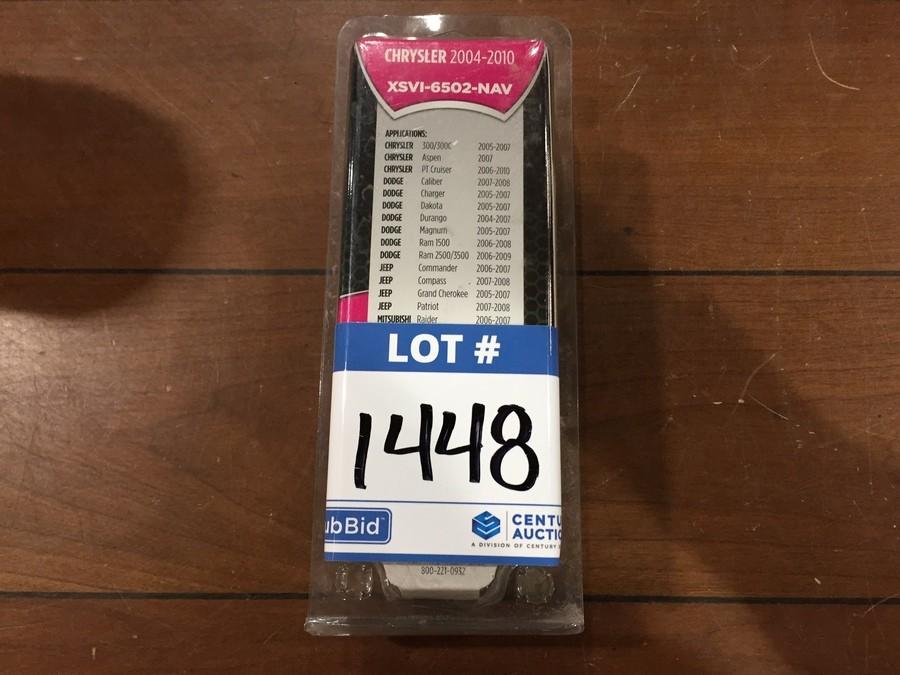 CHRYSLER 2004-2010
XSVI-6502-NAV
APPLICATIONS:
CHRYSLER 300/300C 2005-2007
CHRYSLER Aspen 2007
CHRYSLER PT Cruiser 2006-2010
DODGE Caliber 2007-2008
DODGE Charger 2005-2007
DODGE Dakota 2005-2007
DODGE Durango 2004-2007
DODGE Magnum 2005-2007
DODGE Ram 1500 2006-2008
DODGE Ram 2500/3500 2006-2009
JEEP Commander 2006-2007
JEEP Compass 2007-2008
JEEP Grand Cherokee 2005-2007
JEEP Patriot 2007-2008
MITSUBISHI Raider 2006-2007
LOT #
1448
ubBid™
CENTU
AUCTIO
A DIVISION OF CENTURY
800-221-0932